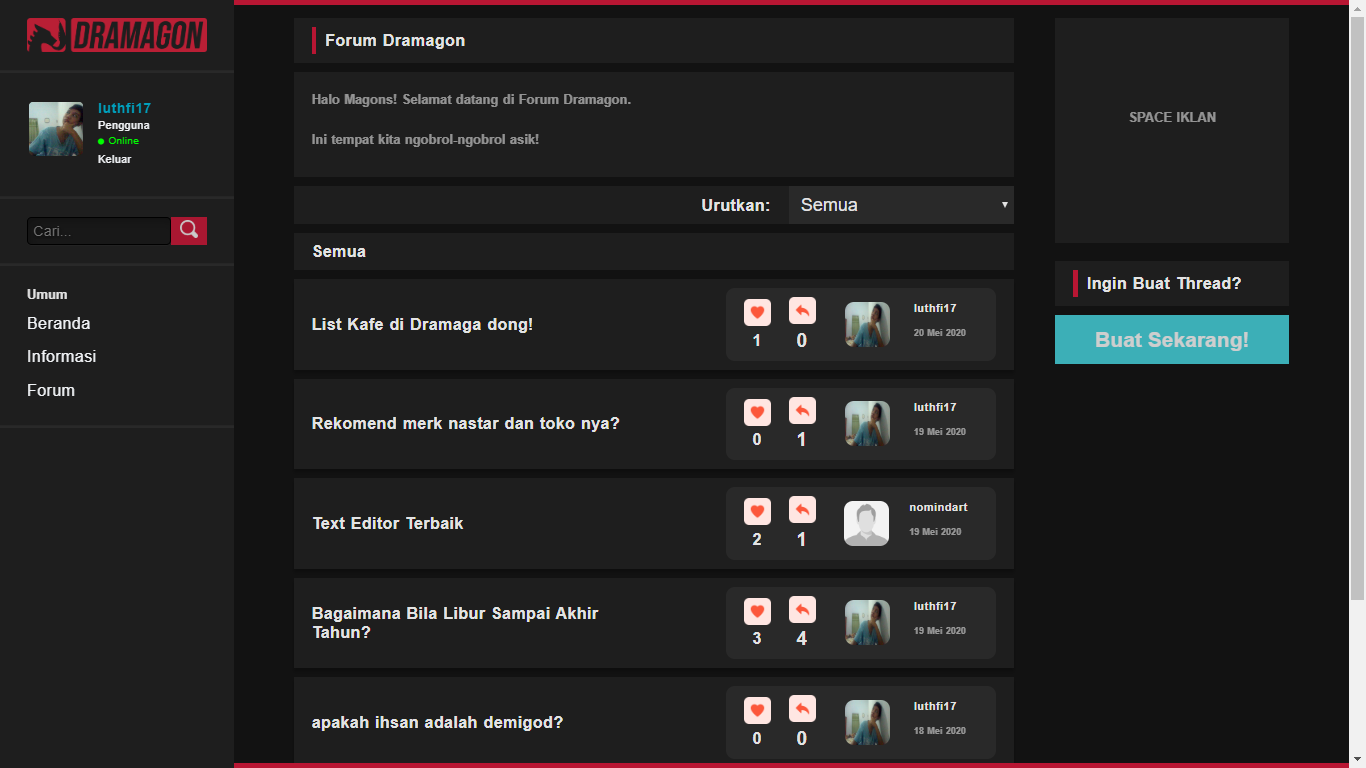 DRAMAGON
luthfi17
Pengguna
Online
Keluar
Cari...
Umum
Beranda
Informasi
Forum
Forum Dramagon
Halo Magons! Selamat datang di Forum Dramagon.
Ini tempat kita ngobrol-ngobrol asik!
Urutkan:
Semua
Semua
List Kafe di Dramaga dong!
1
0
luthfi17
20 Mei 2020
Rekomend merk nastar dan toko nya?
0
1
luthfi17
19 Mei 2020
Text Editor Terbaik
2
1
nomindart
19 Mei 2020
Bagaimana Bila Libur Sampai Akhir
Tahun?
3
4
luthfi17
19 Mei 2020
apakah ihsan adalah demigod?
0
0
luthfi17
18 Mei 2020
SPACE IKLAN
Ingin Buat Thread?
Buat Sekarang!